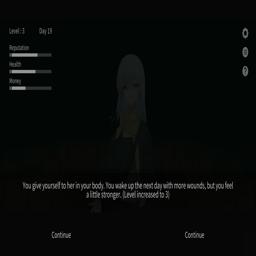 Level : 3 Day 19
Reputation
Health
Money
You give yourself to her in your body. You wake up the next day with more wounds, but you feel
a little stronger. (Level increased to 3)
Continue Continue